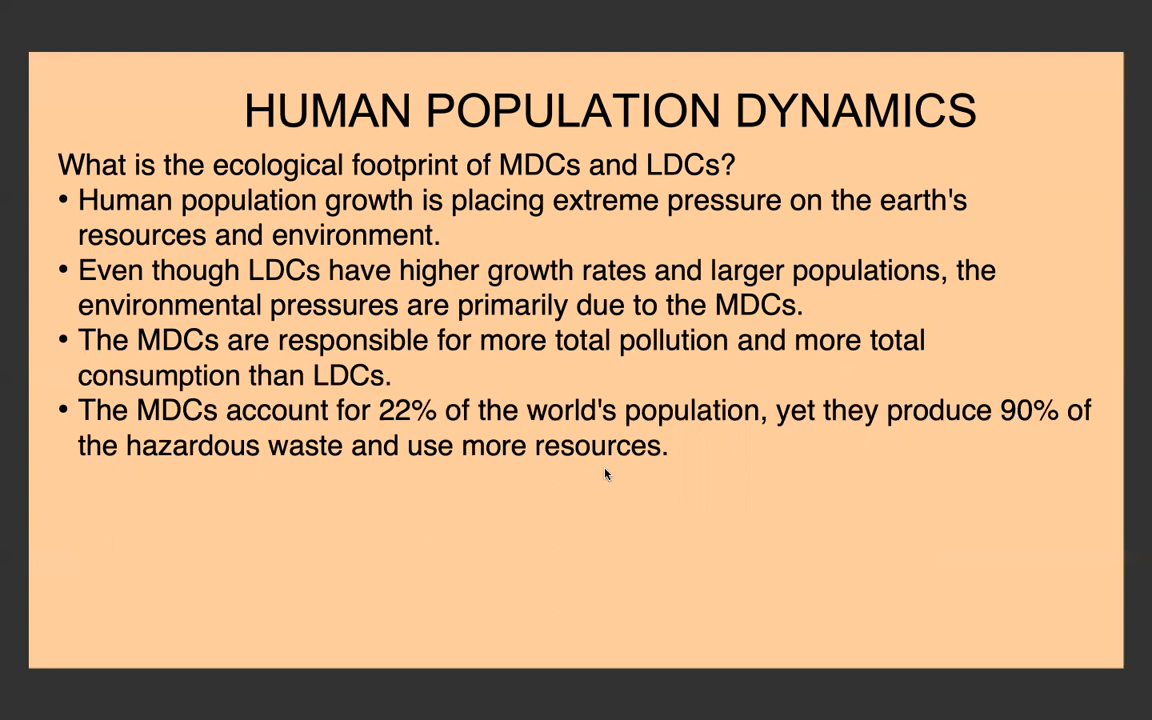 HUMAN POPULATION DYNAMICS
What is the ecological footprint of MDCs and LDCs?
• Human population growth is placing extreme pressure on the earth's
resources and environment.
• Even though LDCs have higher growth rates and larger populations, the
environmental pressures are primarily due to the MDCs.
• The MDCs are responsible for more total pollution and more total
consumption than LDCs.
• The MDCs account for 22% of the world's population, yet they produce 90% of
the hazardous waste and use more resources.